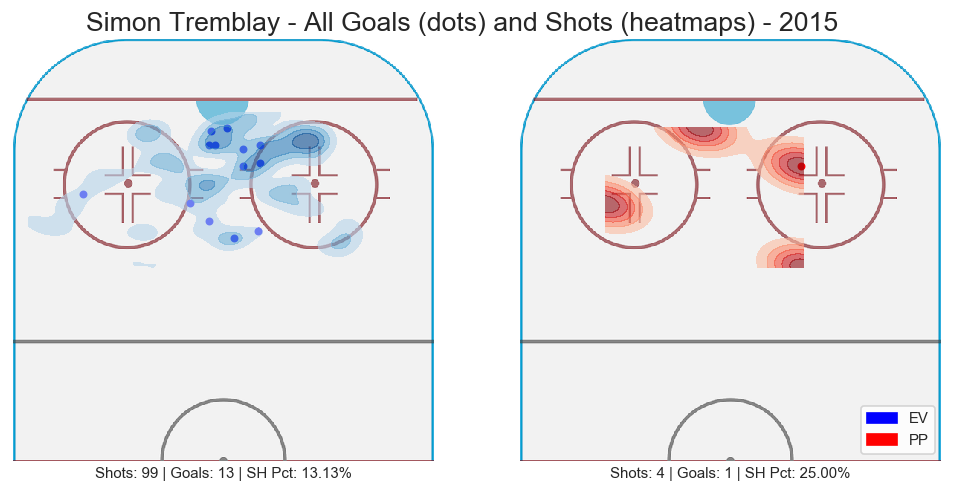 Simon Tremblay - All Goals (dots) and Shots (heatmaps) - 2015
EV
PP
Shots: 99 | Goals: 13 | SH Pct: 13.13%
Shots: 4 | Goals: 1 | SH Pct: 25.00%